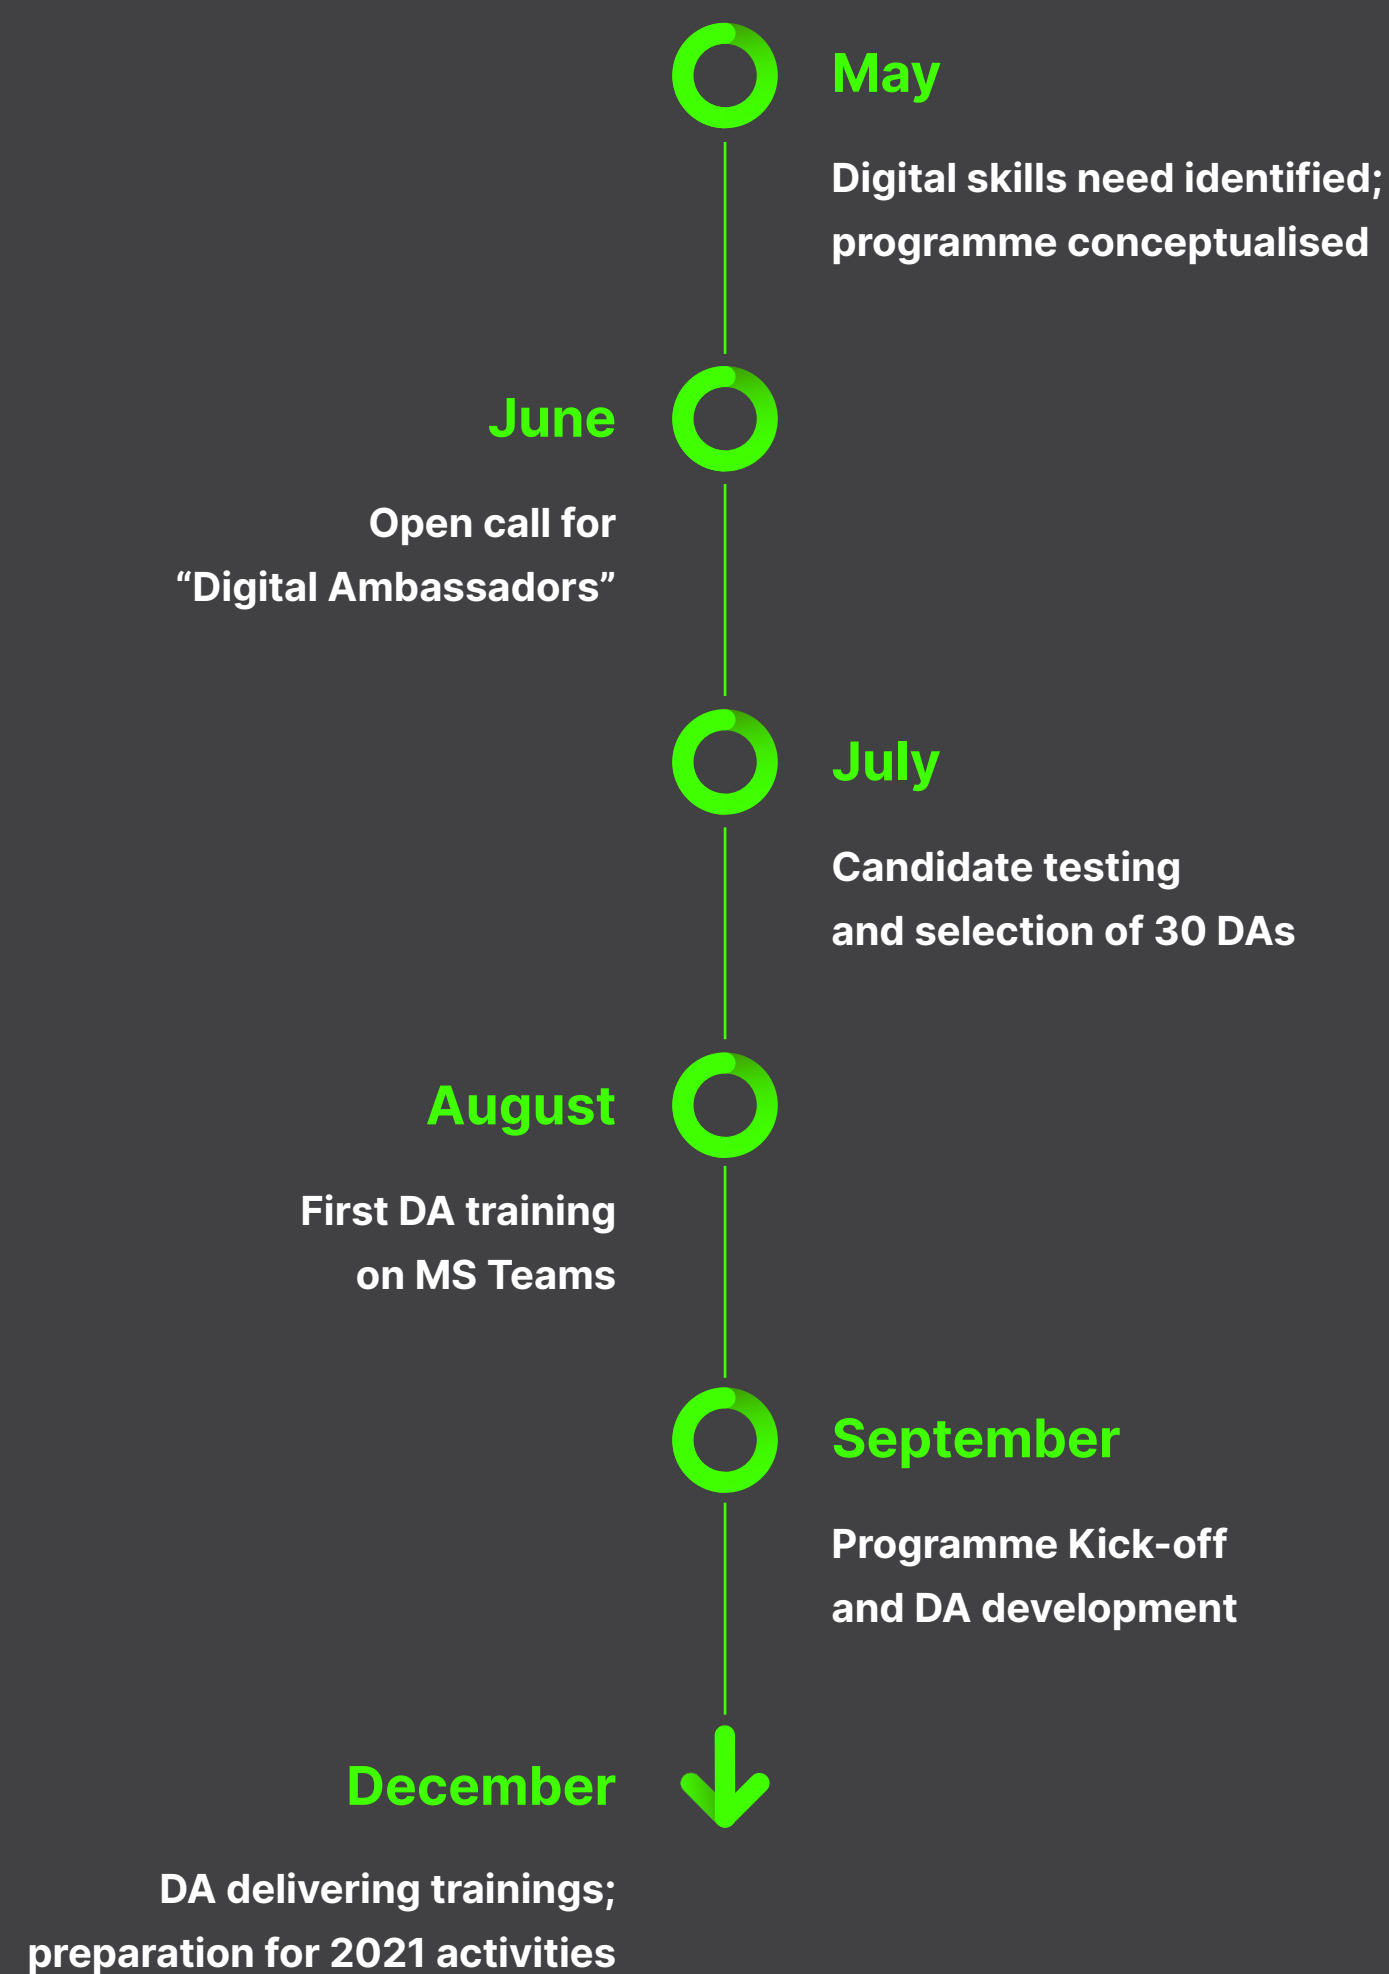 May
Digital skills need identified;
programme conceptualised
June
Open call for
“Digital Ambassadors”
July
Candidate testing
and selection of 30 DAs
August
First DA training
on MS Teams
September
Programme Kick-off
and DA development
December
DA delivering trainings;
preparation for 2021 activities